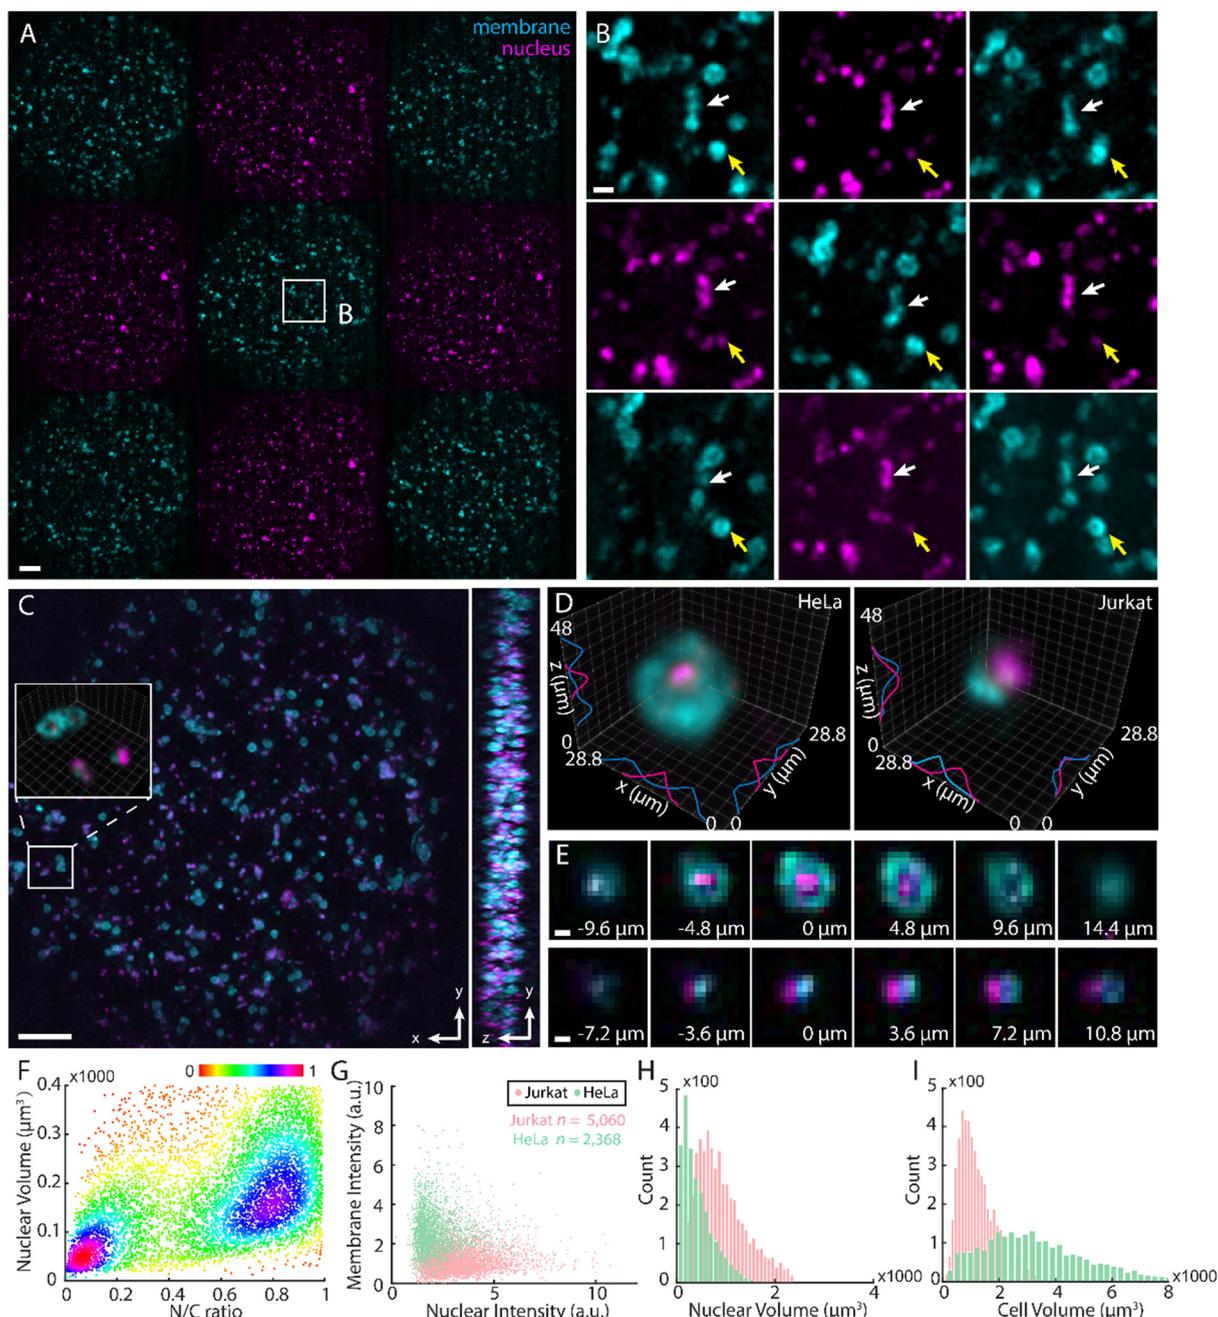 A
membrane
nucleus
B
B
C
x
y
z
y
D
HeLa
48
z (µm)
0
28.8
x (µm)
0
0
y (µm)
28.8
Jurkat
48
z (µm)
0
28.8
x (µm)
0
0
y (µm)
28.8
E
-9.6 µm
-4.8 µm
0 µm
4.8 µm
9.6 µm
14.4 µm
-7.2 µm
-3.6 µm
0 µm
3.6 µm
7.2 µm
10.8 µm
F
x1000
0
1
0.4
0.3
0.2
0.1
0
Nuclear Volume (µm³)
0
0.2
0.4
0.6
0.8
1
N/C ratio
G
10
8
6
4
2
0
Membrane Intensity (a.u.)
Jurkat
HeLa
Jurkat n = 5,060
HeLa n = 2,368
0
5
10
Nuclear Intensity (a.u.)
H
x100
5
4
3
2
1
0
Count
0
2
4
x1000
Nuclear Volume (µm³)
I
x100
5
4
3
2
1
0
Count
0
2
4
6
8
x1000
Cell Volume (µm³)